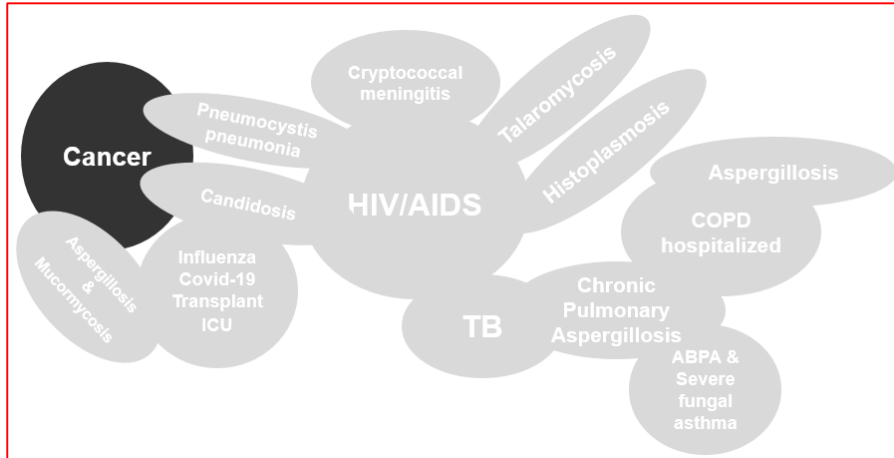 Cancer
Pneumocystis
pneumonia
Candidosis
Aspergillosis
&
Mucormycosis
Influenza
Covid-19
Transplant
ICU
Cryptococcal
meningitis
HIV/AIDS
Talaromycosis
Histoplasmosis
TB
Chronic
Pulmonary
Aspergillosis
Aspergillosis
COPD
hospitalized
ABPA &
Severe
fungal
asthma